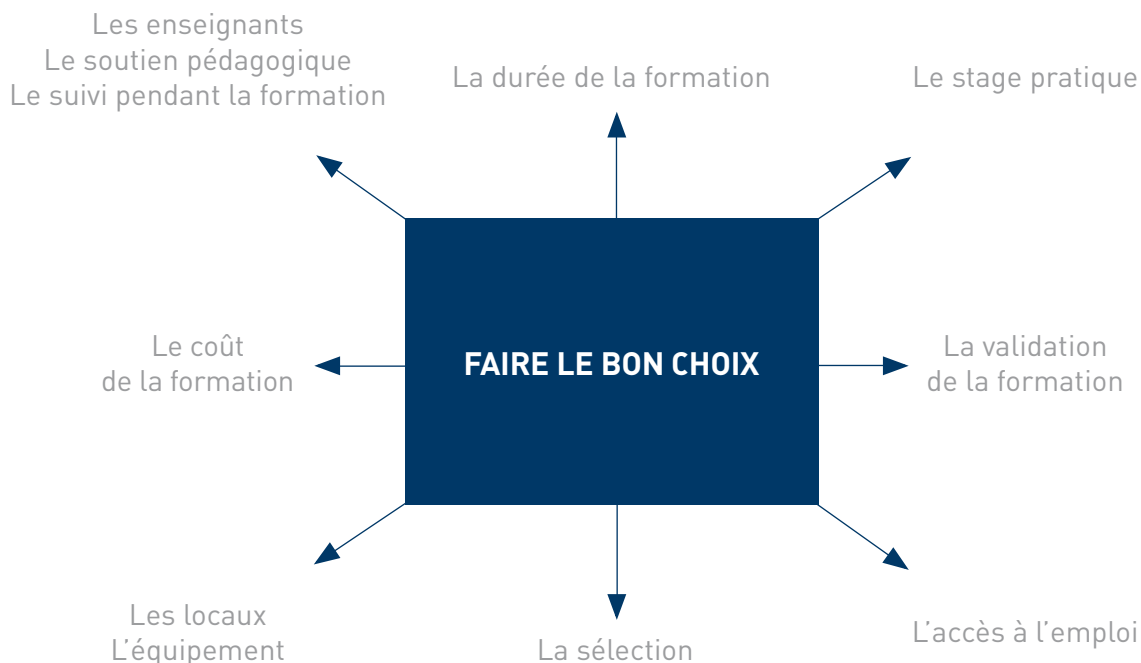 Les enseignants
Le soutien pédagogique
Le suivi pendant la formation
La durée de la formation
Le stage pratique
Le coût
de la formation
FAIRE LE BON CHOIX
La validation
de la formation
Les locaux
L’équipement
La sélection
L’accès à l’emploi